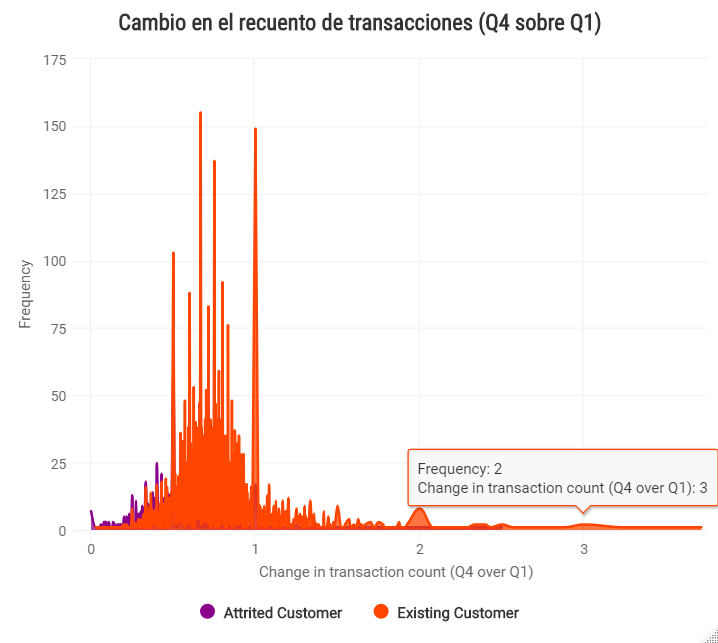 Cambio en el recuento de transacciones (Q4 sobre Q1)
175
150
125
100
75
50
25
0
Frequency
Frequency: 2
Change in transaction count (Q4 over Q1): 3
0
1
2
3
Change in transaction count (Q4 over Q1)
Attrited Customer
Existing Customer